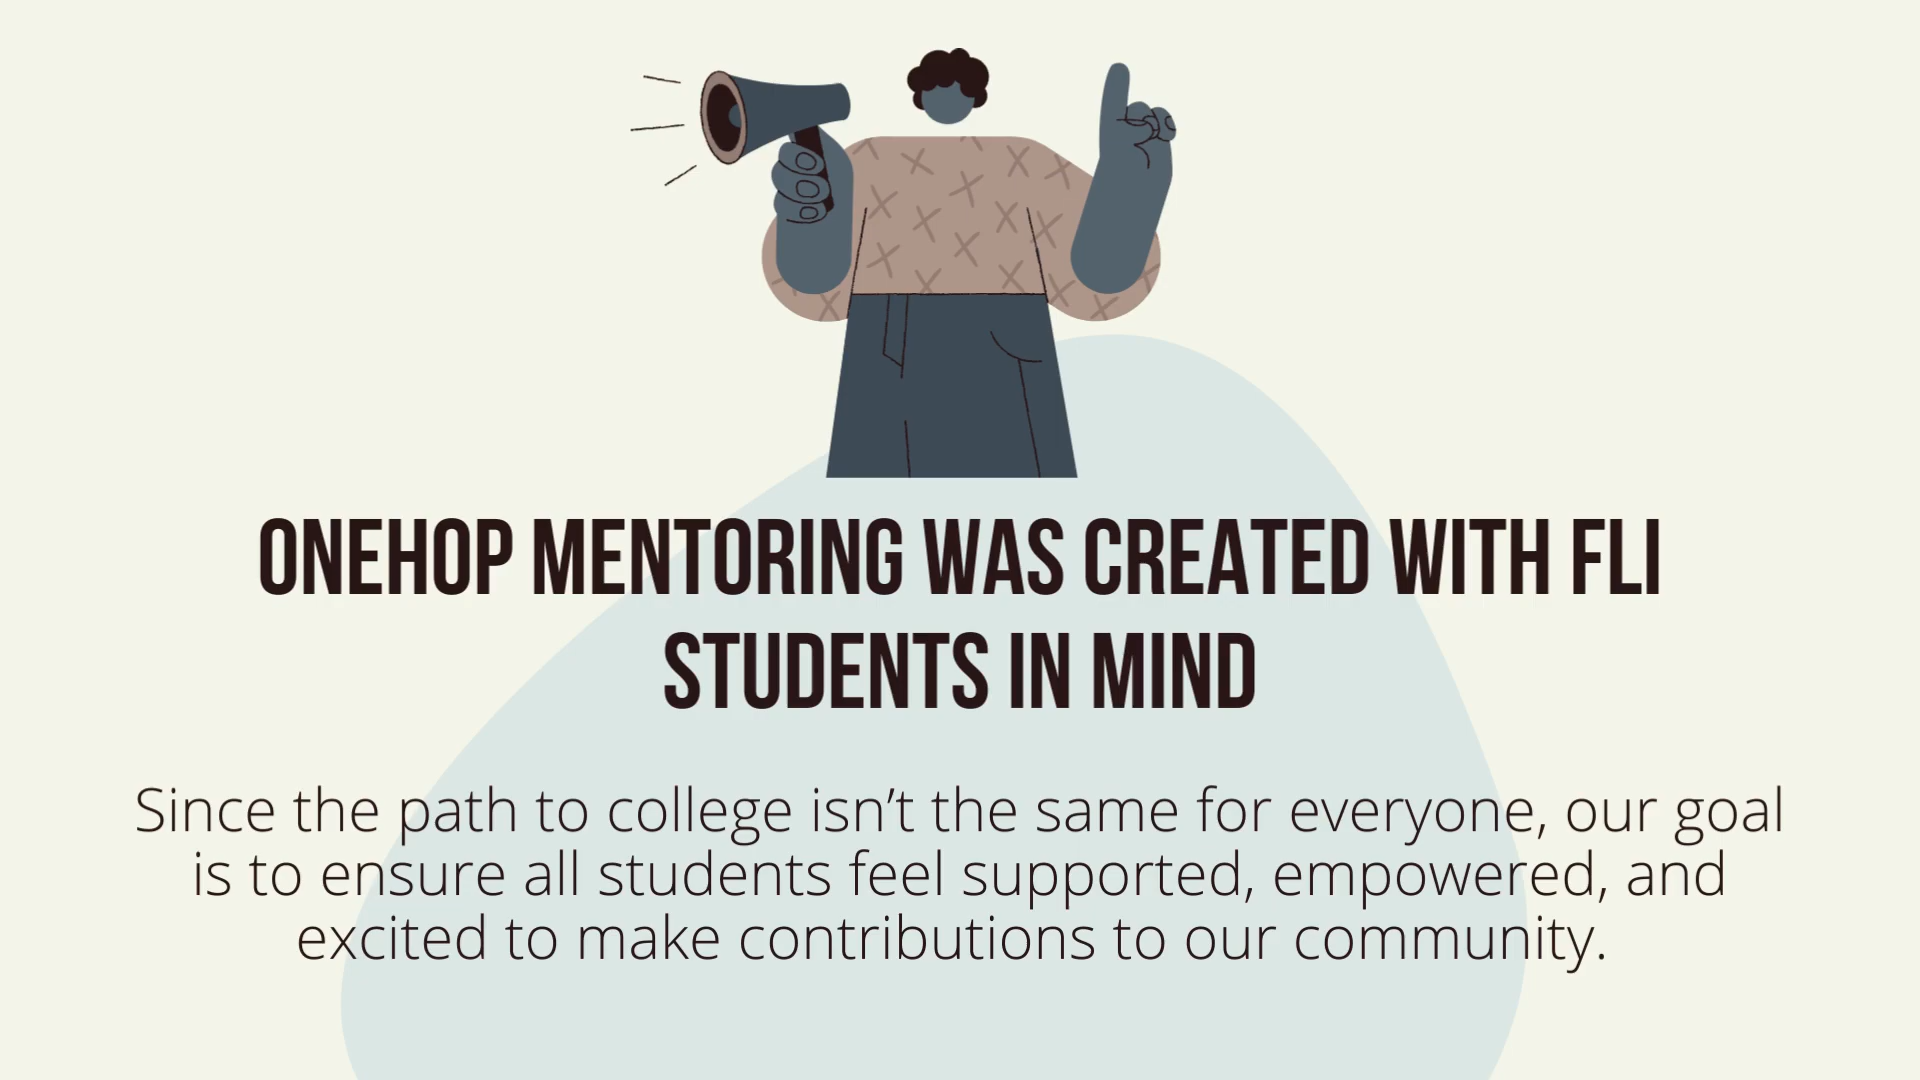 ONEHOP MENTORING WAS CREATED WITH FLI
STUDENTS IN MIND
Since the path to college isn’t the same for everyone, our goal
is to ensure all students feel supported, empowered, and
excited to make contributions to our community.